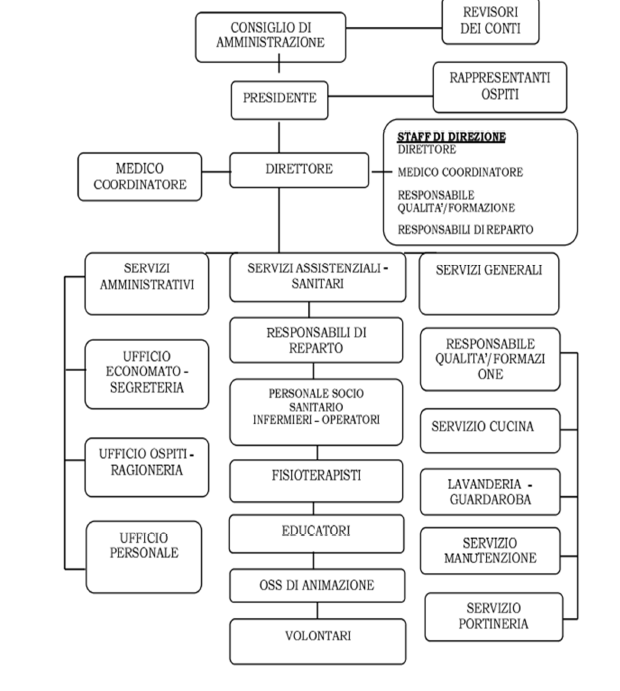 REVISORI
DEI CONTI
CONSIGLIO DI
AMMINISTRAZIONE
RAPPRESENTANTI
OSPITI
PRESIDENTE
STAFF DI DIREZIONE
DIRETTORE
MEDICO COORDINATORE
RESPONSABILE
QUALITA'/FORMAZIONE
RESPONSABILI DI REPARTO
MEDICO
COORDINATORE
DIRETTORE
SERVIZI
AMMINISTRATIVI
UFFICIO
ECONOMATO -
SEGRETERIA
UFFICIO OSPITI -
RAGIONERIA
UFFICIO
PERSONALE
SERVIZI ASSISTENZIALI -
SANITARI
RESPONSABILI DI
REPARTO
PERSONALE SOCIO
SANITARIO
INFERMIERI - OPERATORI
FISIOTERAPISTI
EDUCATORI
OSS DI ANIMAZIONE
VOLONTARI
SERVIZI GENERALI
RESPONSABILE
QUALITA'/FORMAZI
ONE
SERVIZIO CUCINA
LAVANDERIA -
GUARDAROBA
SERVIZIO
MANUTENZIONE
SERVIZIO
PORTINERIA